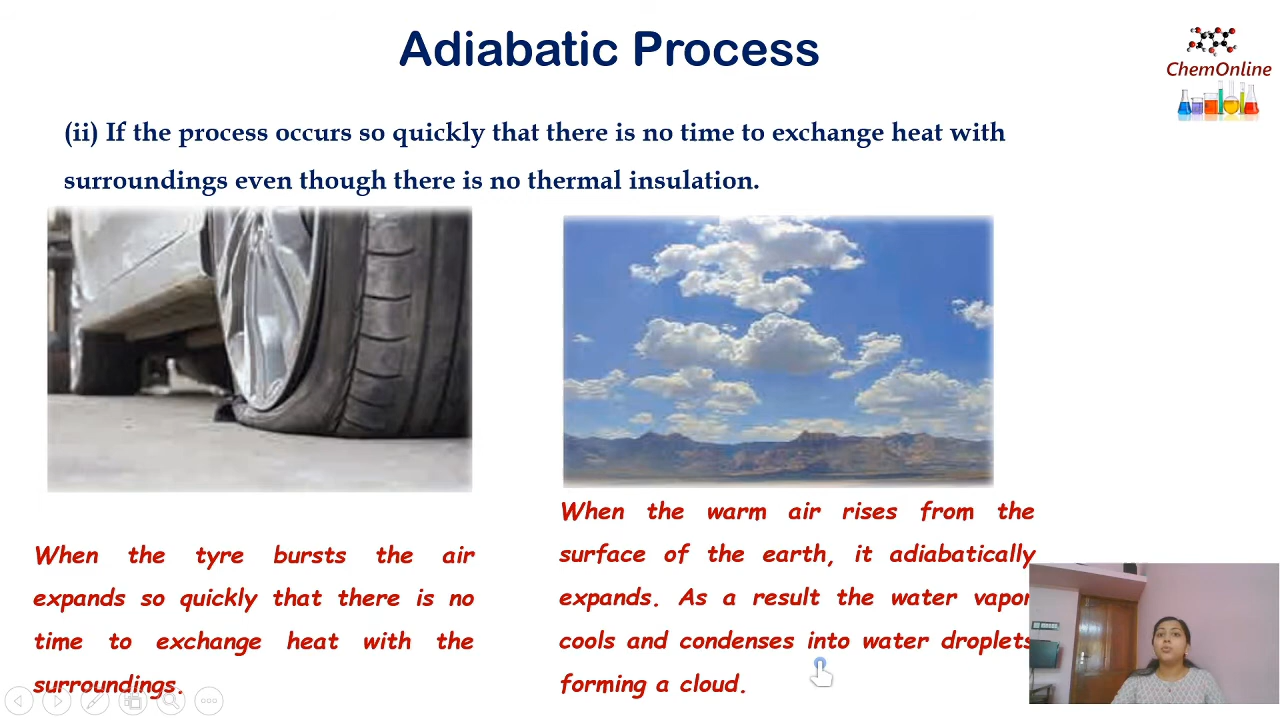 Adiabatic Process
ChemOnline
(ii) If the process occurs so quickly that there is no time to exchange heat with
surroundings even though there is no thermal insulation.
When the tyre bursts the air
expands so quickly that there is no
time to exchange heat with the
surroundings.
When the warm air rises from the
surface of the earth, it adiabatically
expands. As a result the water vapor
cools and condenses into water droplets
forming a cloud.